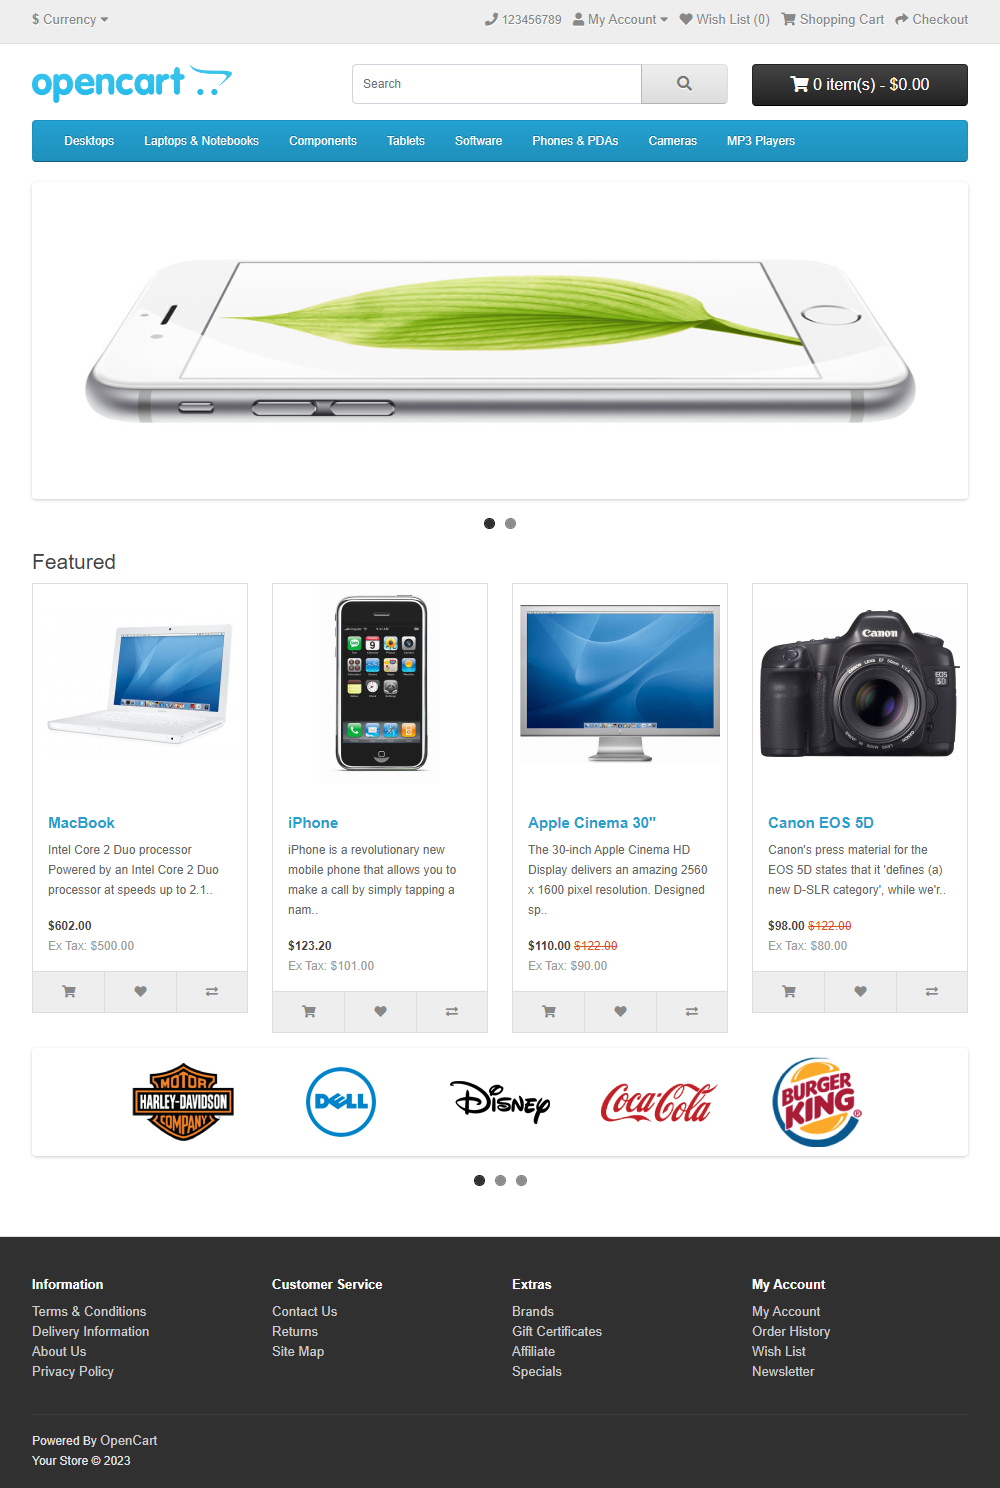 $ Currency
123456789 My Account Wish List (0) Shopping Cart Checkout
opencart
Search
0 item(s) - $0.00
Desktops Laptops & Notebooks Components Tablets Software Phones & PDAs Cameras MP3 Players
Featured
Canon
EOS
5D
MacBook
Intel Core 2 Duo processor
Powered by an Intel Core 2 Duo
processor at speeds up to 2.1..
$602.00
Ex Tax: $500.00
iPhone
iPhone is a revolutionary new
mobile phone that allows you to
make a call by simply tapping a
nam..
$123.20
Ex Tax: $101.00
Apple Cinema 30"
The 30-inch Apple Cinema HD
Display delivers an amazing 2560
x 1600 pixel resolution. Designed
sp..
$110.00 $122.00
Ex Tax: $90.00
Canon EOS 5D
Canon's press material for the
EOS 5D states that it 'defines (a)
new D-SLR category', while we'r..
$98.00 $122.00
Ex Tax: $80.00
MOTOR
HARLEY-DAVIDSON
COMPANY
DELL
Disney
Coca-Cola
BURGER
KING
®
Information
Terms & Conditions
Delivery Information
About Us
Privacy Policy
Customer Service
Contact Us
Returns
Site Map
Extras
Brands
Gift Certificates
Affiliate
Specials
My Account
My Account
Order History
Wish List
Newsletter
Powered By OpenCart
Your Store © 2023